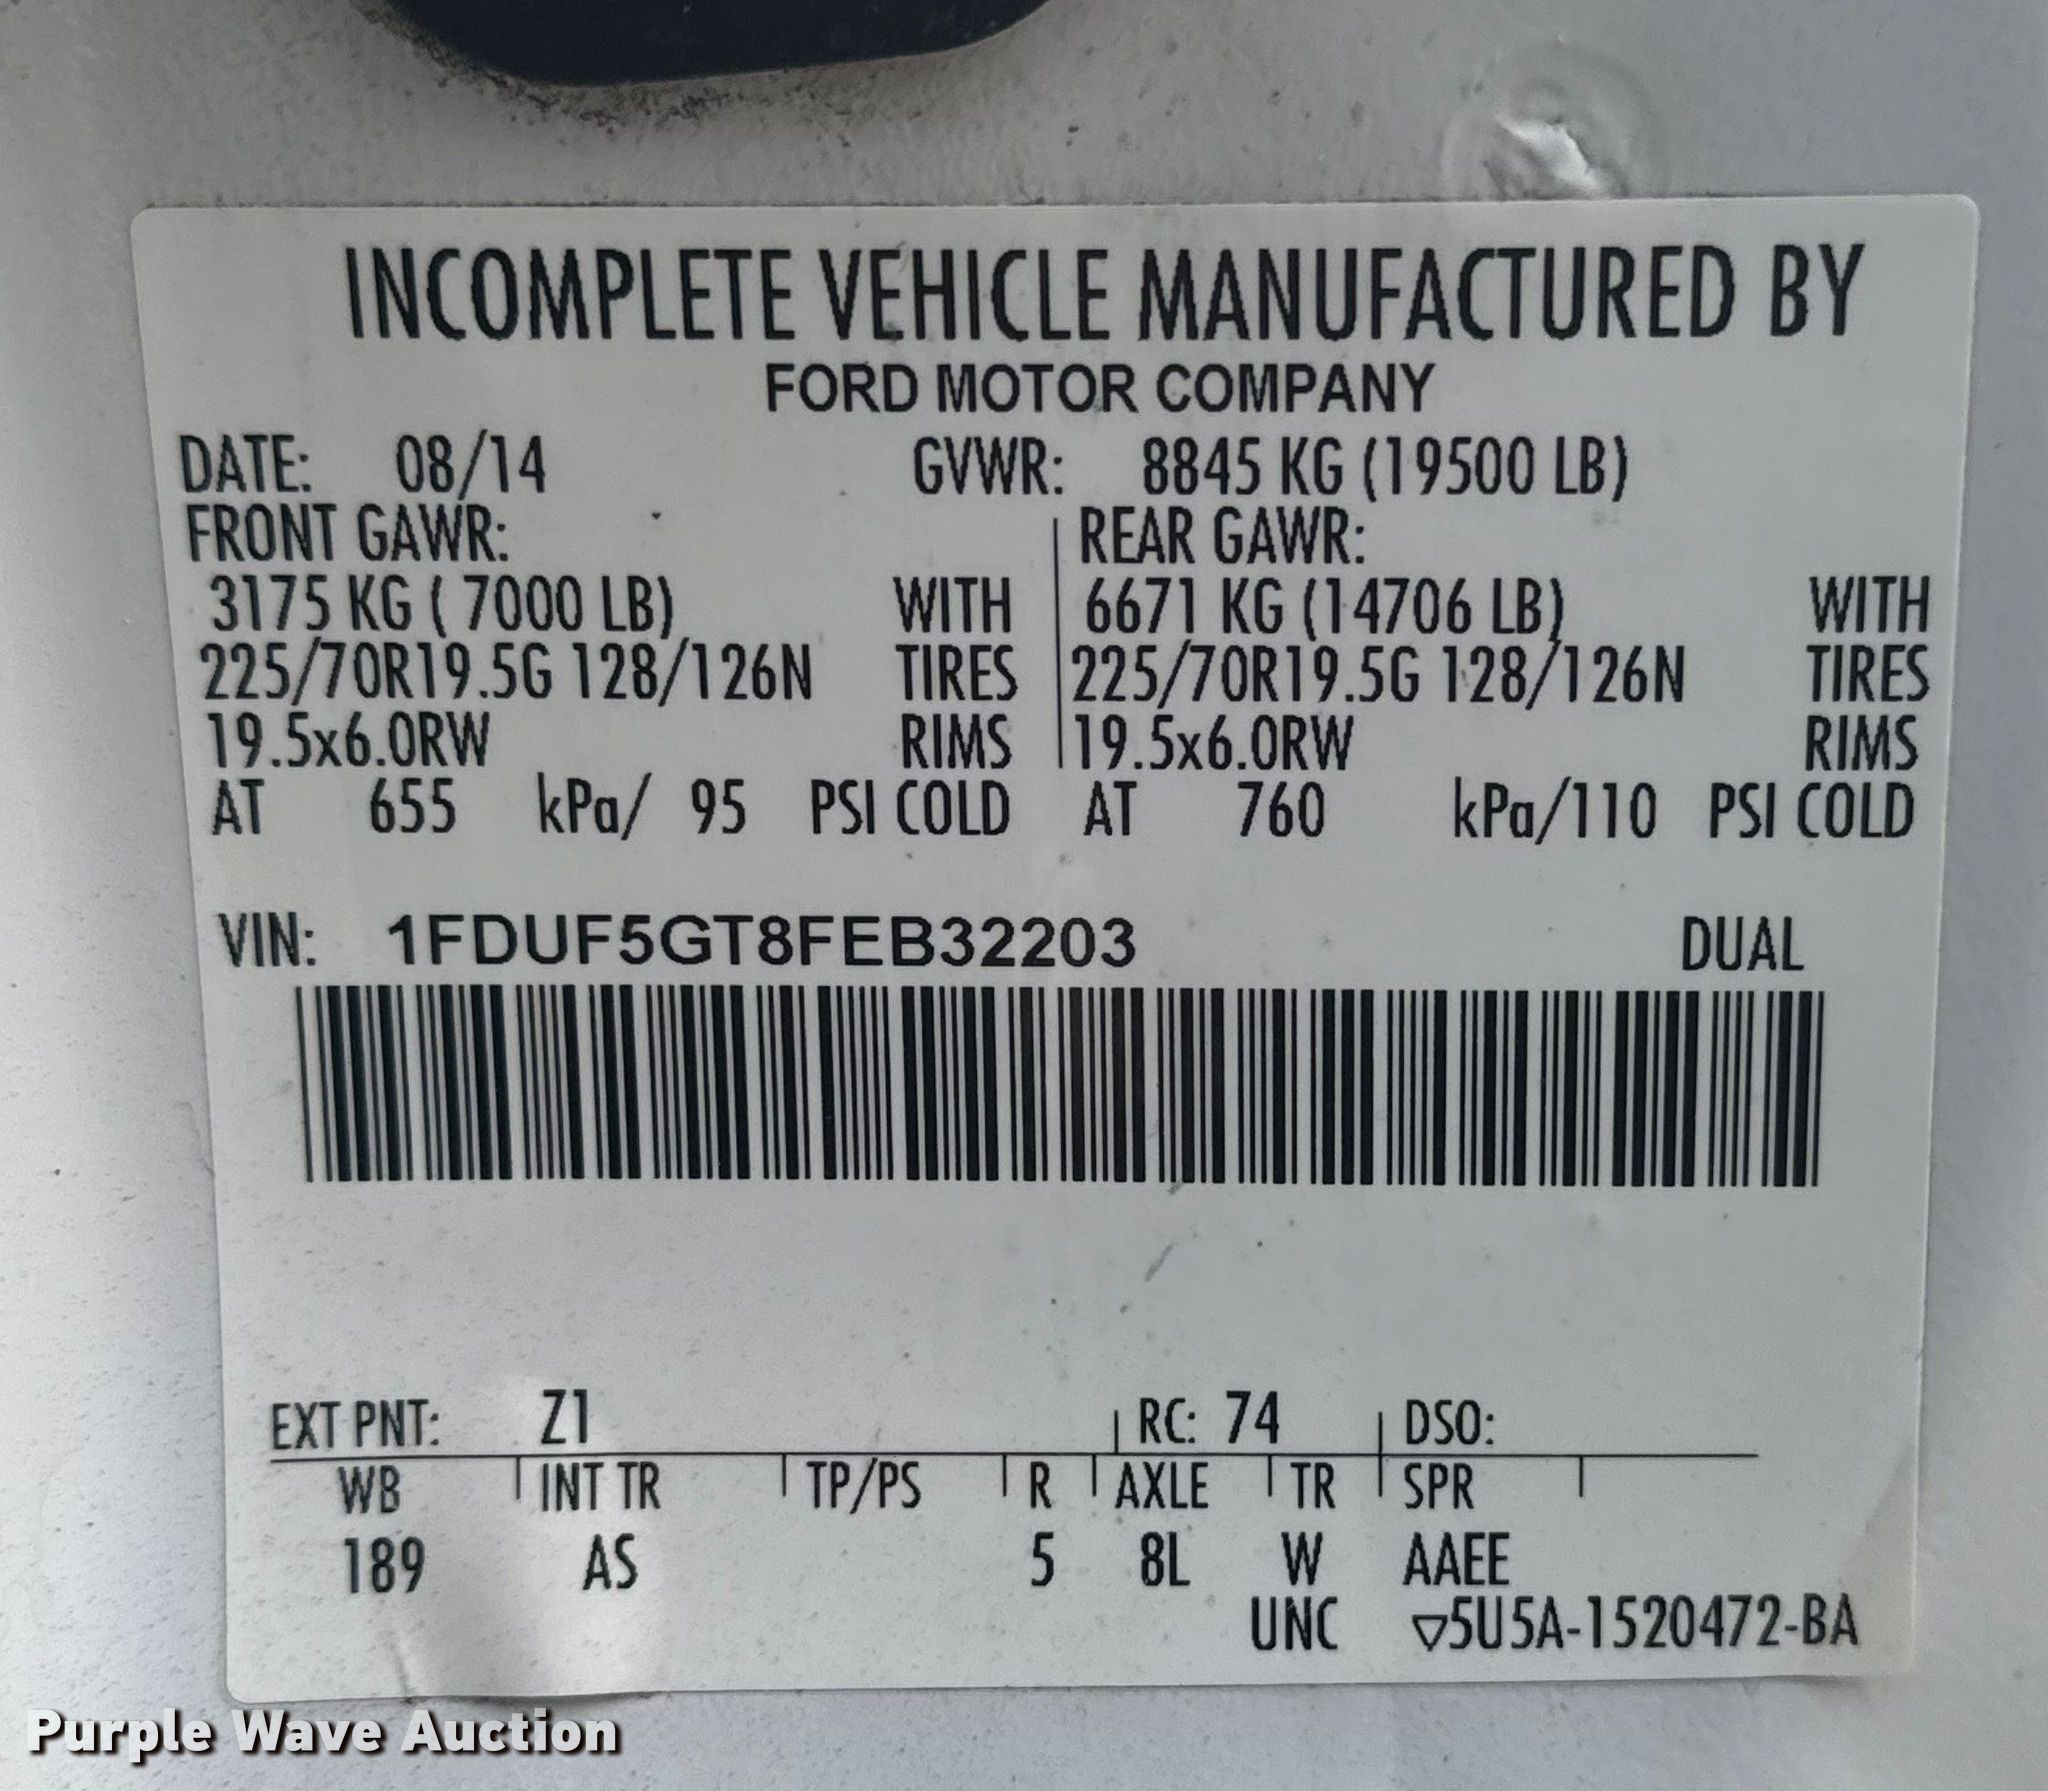 INCOMPLETE VEHICLE MANUFACTURED BY
FORD MOTOR COMPANY
DATE: 08/14 GVWR: 8845 KG (19500 LB)
FRONT GAWR: REAR GAWR:
3175 KG ( 7000 LB) WITH 6671 KG (14706 LB) WITH
225/70R19.5G 128/126N TIRES 225/70R19.5G 128/126N TIRES
19.5x6.0RW RIMS 19.5x6.0RW RIMS
AT 655 kPa/ 95 PSI COLD AT 760 kPa/110 PSI COLD
VIN: 1FDUF5GT8FEB32203 DUAL
EXT PNT: Z1 RC: 74 DSO:
WB INT TR TP/PS R AXLE TR SPR
189 AS 5 8L W AAEE
UNC ▽5U5A-1520472-BA
Purple Wave Auction